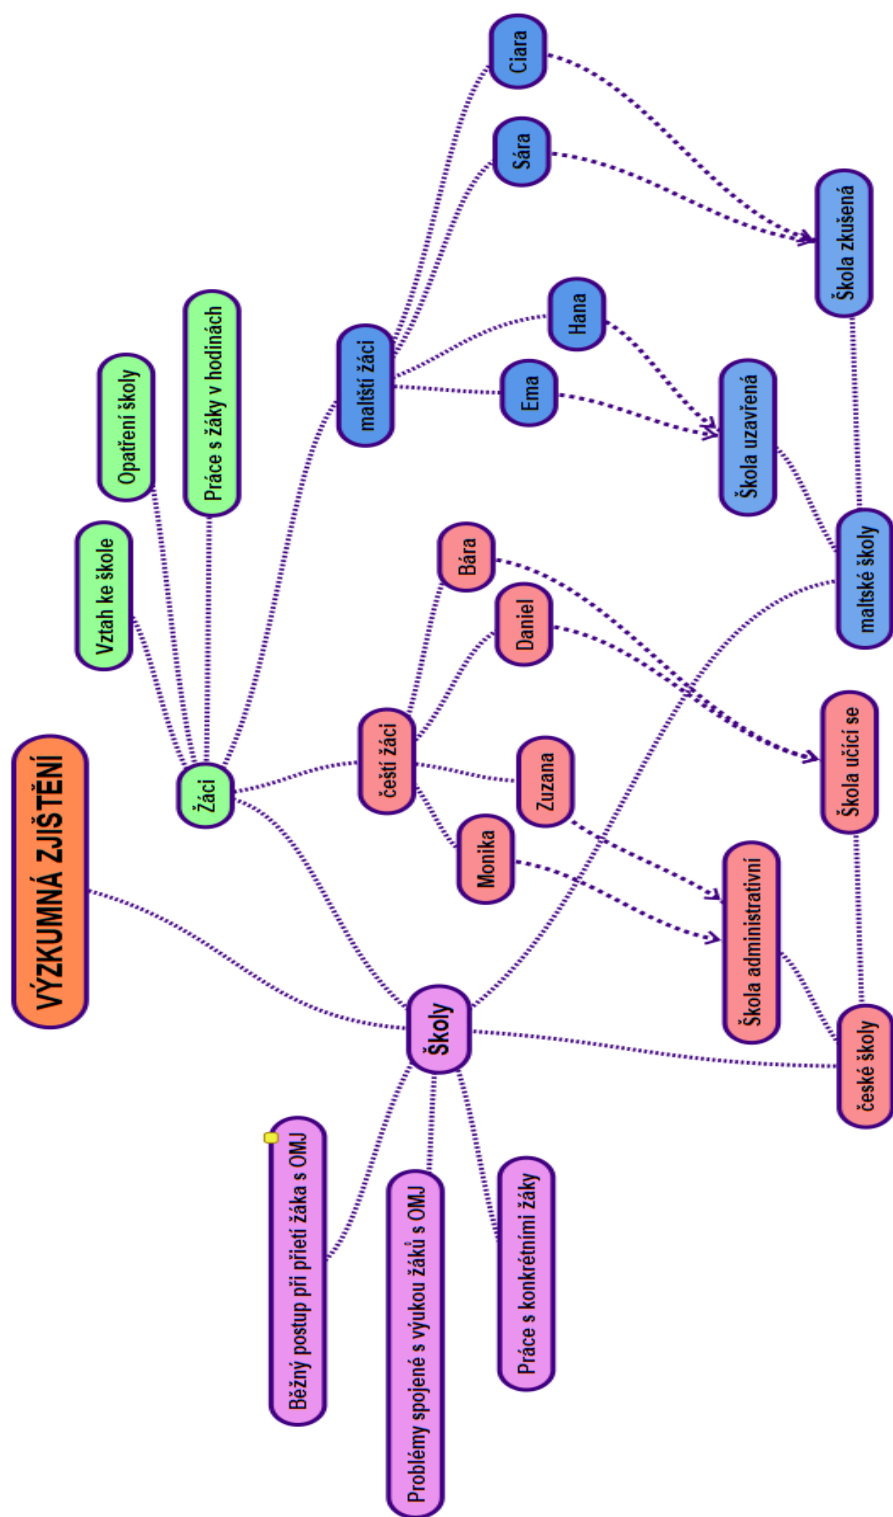 VÝZKUMNÁ ZJIŠTĚNÍ
Vztah ke škole
Opatření školy
Žáci
Práce s žáky v hodinách
Běžný postup při přietí žáka s OMJ
Školy
čeští žáci
maltští žáci
Problémy spojené s výukou žáků s OMJ
Monika
Bára
Ciara
Práce s konkrétními žáky
Zuzana
Daniel
Ema
Sára
Hana
Škola administrativní
Škola uzavřená
české školy
Škola učící se
maltské školy
Škola zkušená